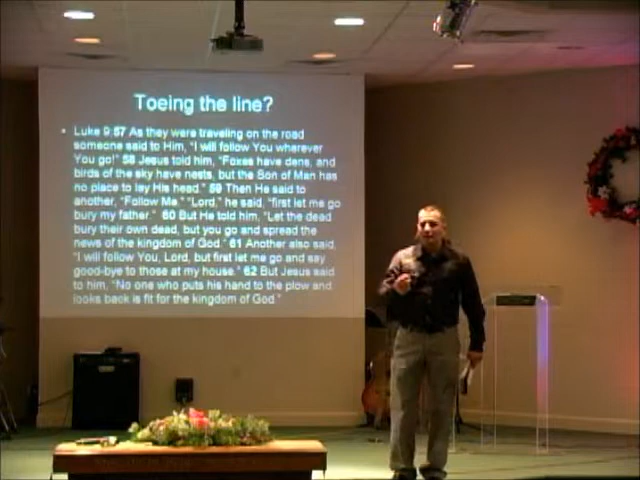 Toeing the line?
• Luke 9:57 As they were traveling on the road
someone said to Him, "I will follow You wherever
You go!" 58 Jesus told him, "Foxes have dens, and
birds of the sky have nests, but the Son of Man has
no place to lay His head." 59 Then He said to
another, "Follow Me." "Lord," he said, "first let me go
bury my father." 60 But He told him, "Let the dead
bury their own dead, but you go and spread the
news of the kingdom of God." 61 Another also said,
"I will follow You, Lord, but first let me go and say
good-bye to those at my house." 62 But Jesus said
to him, "No one who puts his hand to the plow and
looks back is fit for the kingdom of God."